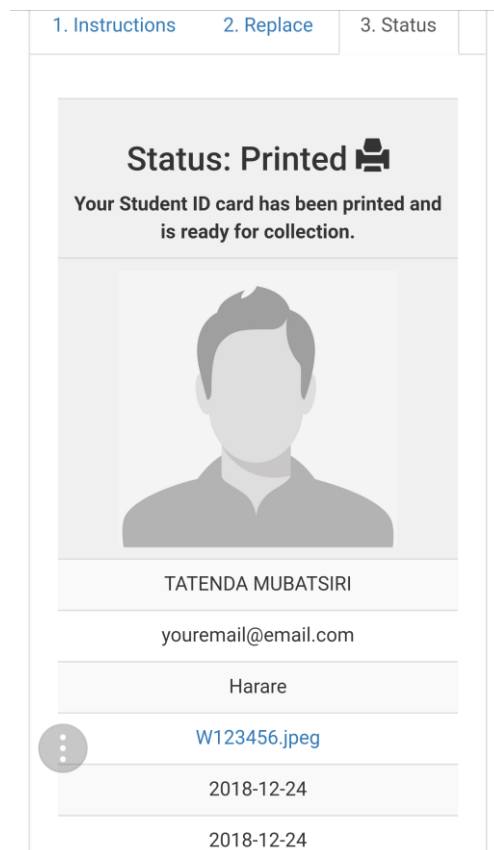 1. Instructions 2. Replace 3. Status
Status: Printed
Your Student ID card has been printed and
is ready for collection.
TATENDA MUBATSIRI
youremail@email.com
Harare
W123456.jpeg
2018-12-24
2018-12-24